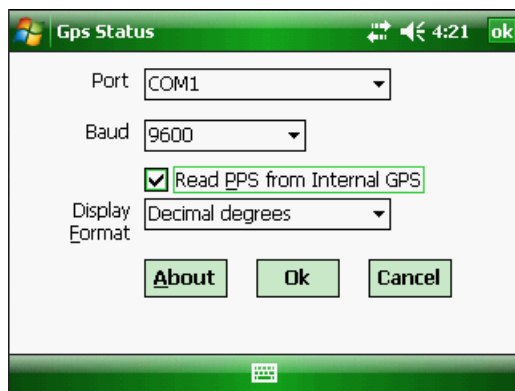 Gps Status 4:21 ok
Port COM1
Baud 9600
Read PPS from Internal GPS
Display Format Decimal degrees
About Ok Cancel